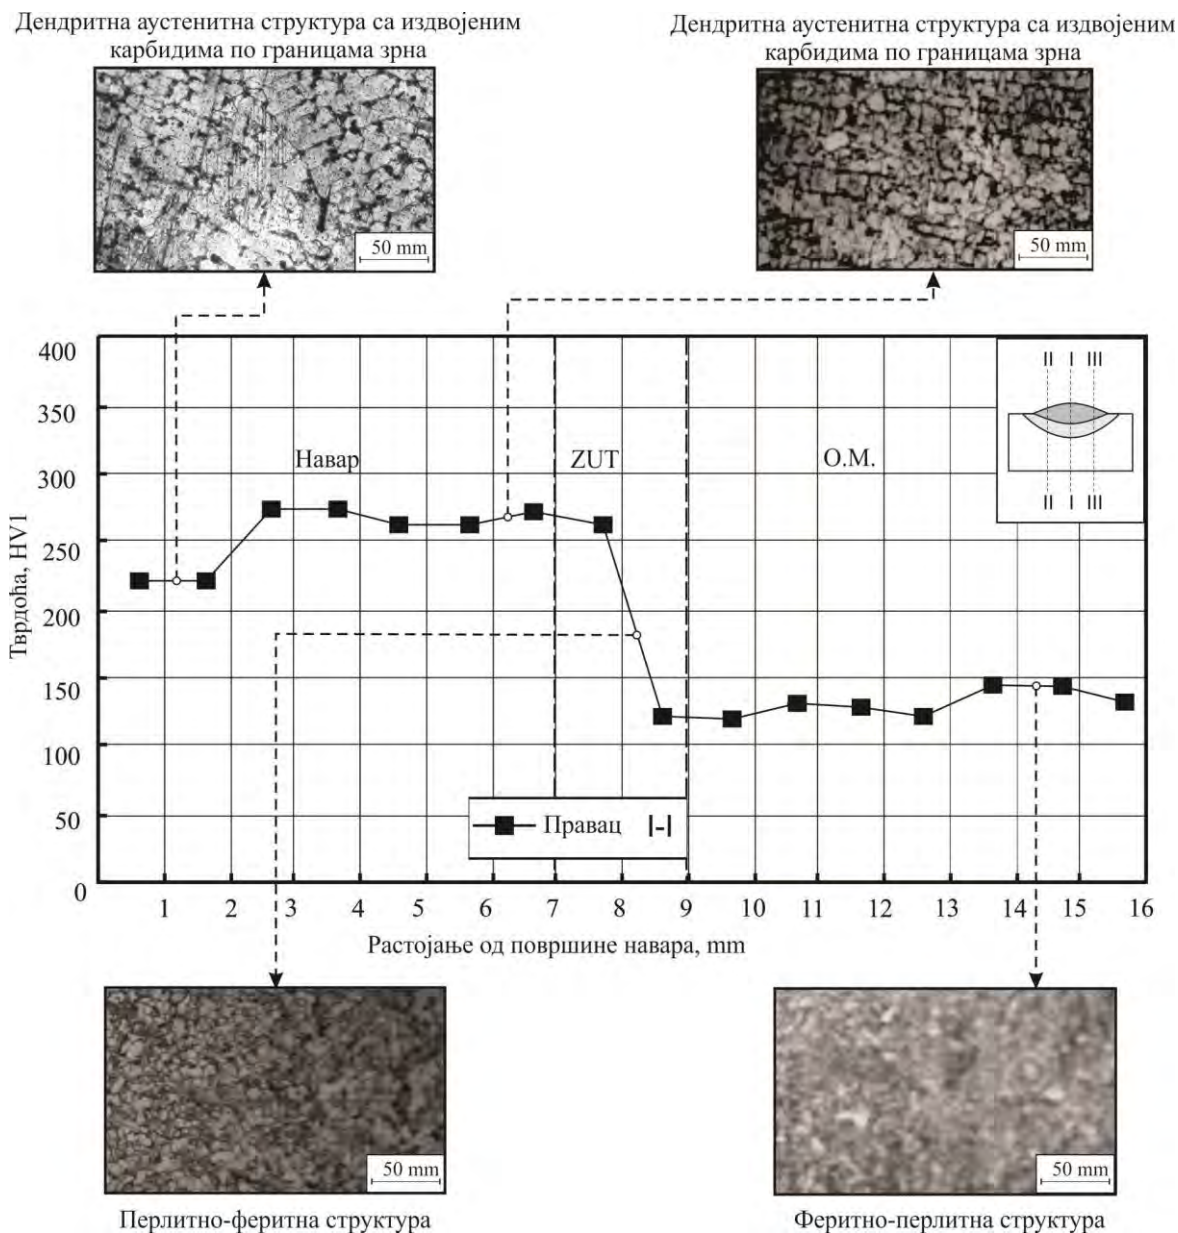 Дендритна аустенитна структура са издвојеним
карбидима по границама зрна
Дендритна аустенитна структура са издвојеним
карбидима по границама зрна
50 mm
50 mm
400
350
300
250
200
150
100
50
0
Тврдоћа, HV1
Навар
ZUT
О.М.
II I III
II I III
Правац I-I
1 2 3 4 5 6 7 8 9 10 11 12 13 14 15 16
Растојање од површине навара, mm
50 mm
50 mm
Перлитно-феритна структура
Феритно-перлитна структура